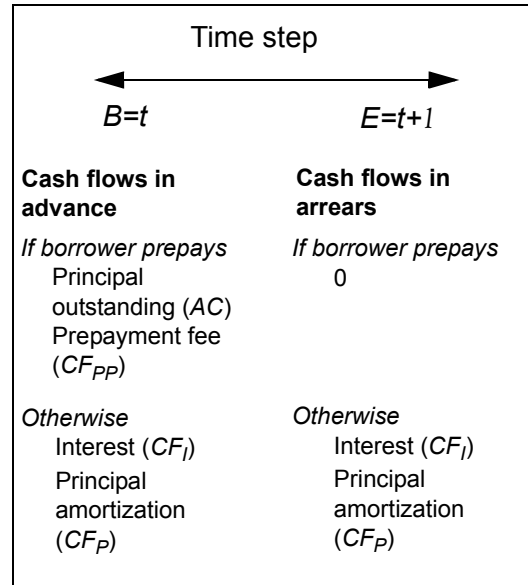 Time step
B=t
E=t+1
Cash flows in
advance
If borrower prepays
Principal
outstanding (AC)
Prepayment fee
(CFPP)
Otherwise
Interest (CFI)
Principal
amortization
(CFP)
Cash flows in
arrears
If borrower prepays
0
Otherwise
Interest (CFI)
Principal
amortization
(CFP)